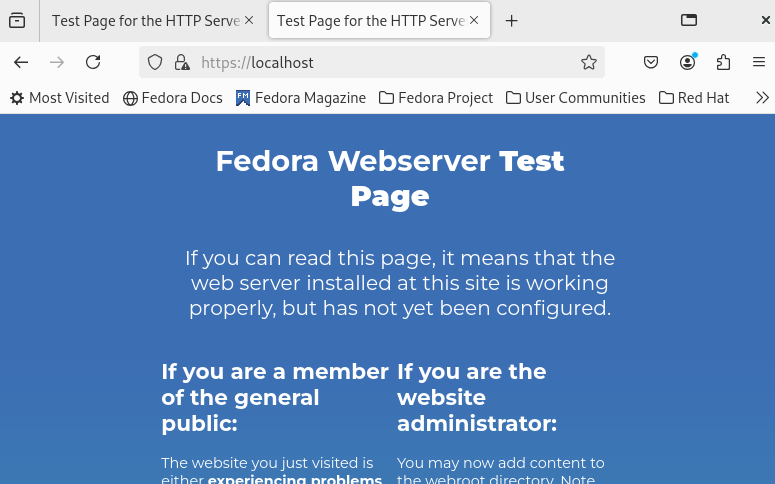 Test Page for the HTTP Serve
Test Page for the HTTP Serve
https://localhost
Most Visited
Fedora Docs
FM
Fedora Magazine
Fedora Project
User Communities
Red Hat
Fedora Webserver Test
Page
If you can read this page, it means that the
web server installed at this site is working
properly, but has not yet been configured.
If you are a member
of the general
public:
The website you just visited is
either experiencing problems
If you are the
website
administrator:
You may now add content to
the webroot directory. Note